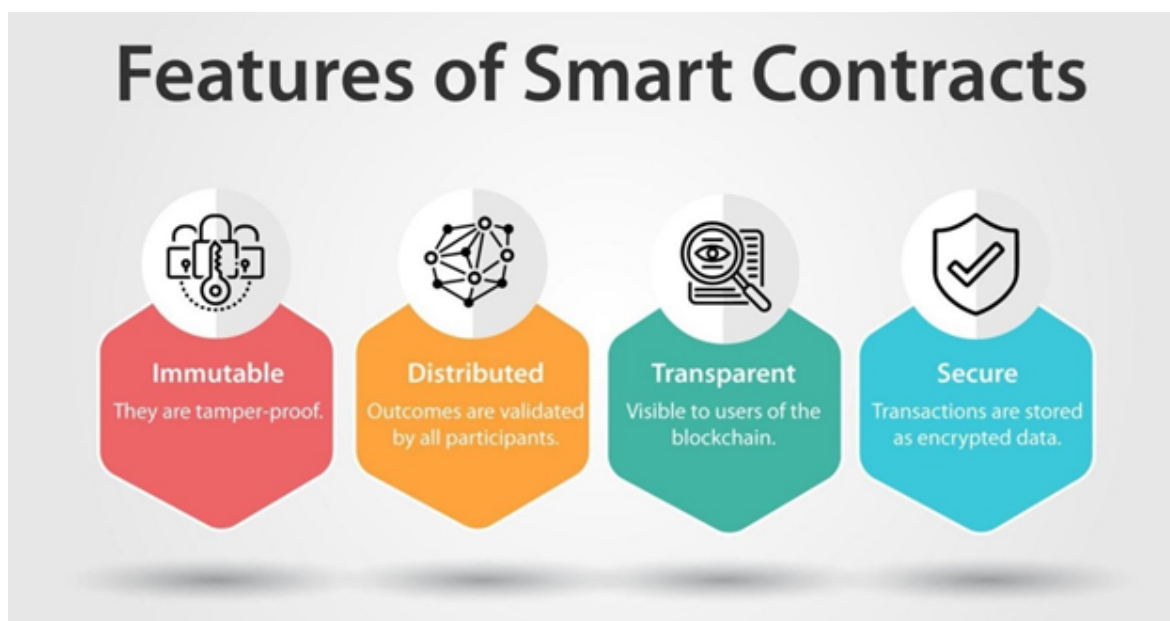 Features of Smart Contracts
Immutable
They are tamper-proof.
Distributed
Outcomes are validated
by all participants.
Transparent
Visible to users of the
blockchain.
Secure
Transactions are stored
as encrypted data.